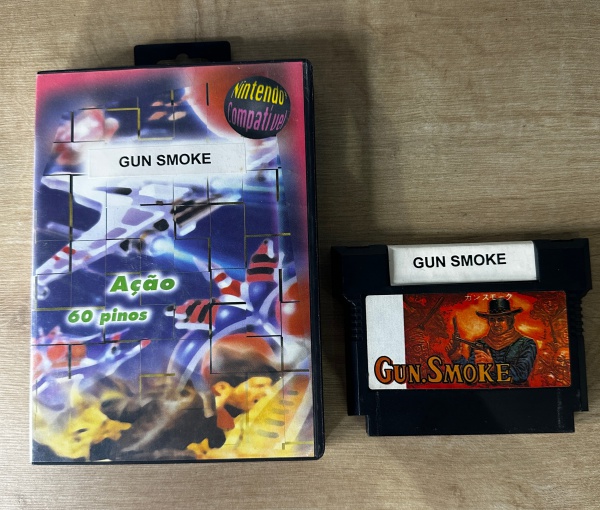 Nintendo
Compatível
GUN SMOKE
Ação
60 pinos
GUN SMOKE
ガンスモーク
GUN.SMOKE